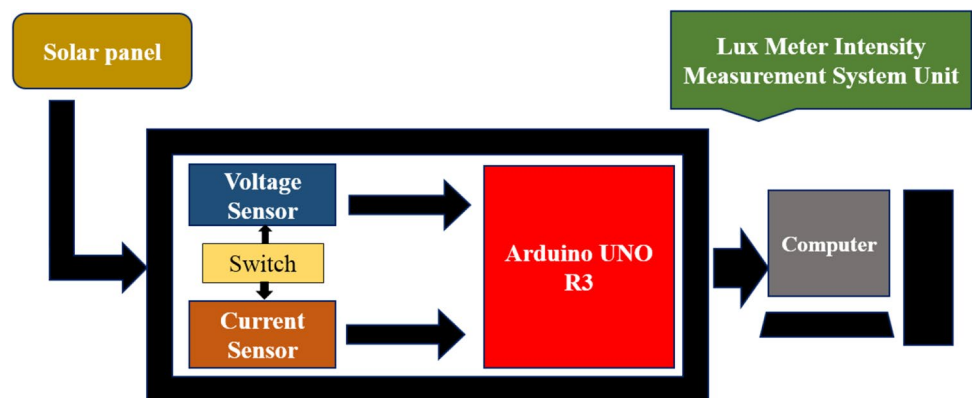 Solar panel
Lux Meter Intensity
Measurement System Unit
Voltage
Sensor
Switch
Current
Sensor
Arduino UNO
R3
Computer